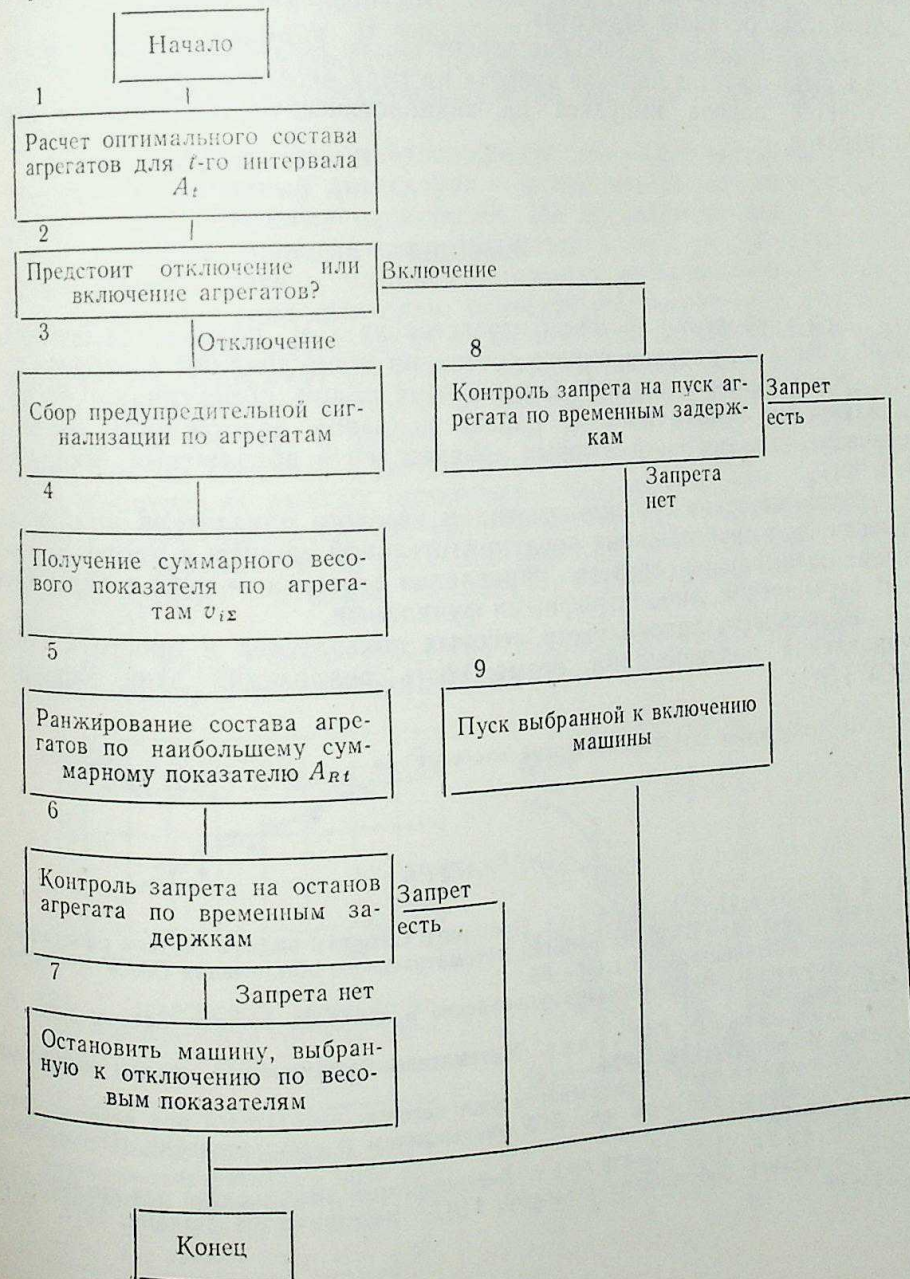 Начало
1
Расчет оптимального состава
агрегатов для t-го интервала
At
2
Предстоит отключение или
включение агрегатов?
Включение
3
Отключение
Сбор предупредительной сиг-
нализации по агрегатам
4
Получение суммарного весо-
вого показателя по агрега-
там viΣ
5
Ранжирование состава агре-
гатов по наибольшему сум-
марному показателю ARt
6
Контроль запрета на останов
агрегата по временным за-
держкам
Запрет
есть
7
Запрета нет
Остановить машину, выбран-
ную к отключению по весо-
вым показателям
8
Контроль запрета на пуск аг-
регата по временным задерж-
кам
Запрет
есть
Запрета
нет
9
Пуск выбранной к включению
машины
Конец